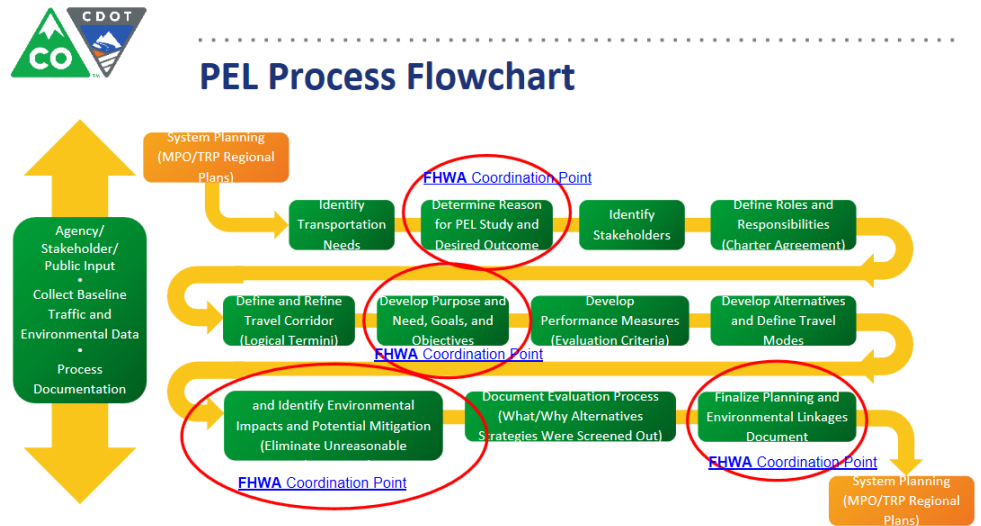 CDOT
CO
TM
PEL Process Flowchart
System Planning
(MPO/TRP Regional
Plans)
FHWA Coordination Point
Identify
Transportation
Needs
Determine Reason
for PEL Study and
Desired Outcome
Identify
Stakeholders
Define Roles and
Responsibilities
(Charter Agreement)
Agency/
Stakeholder/
Public Input
•
Collect Baseline
Traffic and
Environmental Data
•
Process
Documentation
Define and Refine
Travel Corridor
(Logical Termini)
Develop Purpose and
Need, Goals, and
Objectives
FHWA Coordination Point
Develop
Performance Measures
(Evaluation Criteria)
Develop Alternatives
and Define Travel
Modes
and Identify Environmental
Impacts and Potential Mitigation
(Eliminate Unreasonable
FHWA Coordination Point
Document Evaluation Process
(What/Why Alternatives
Strategies Were Screened Out)
Finalize Planning and
Environmental Linkages
Document
FHWA Coordination Point
System Planning
(MPO/TRP Regional
Plans)